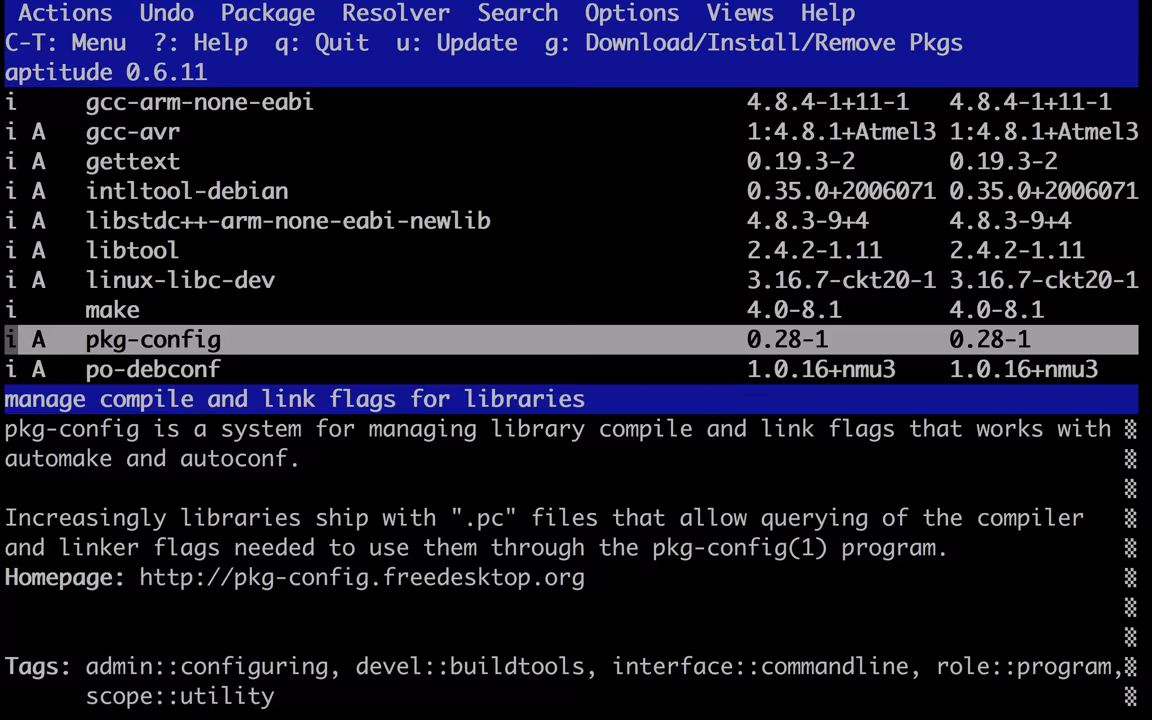 Actions Undo Package Resolver Search Options Views Help
C-T: Menu ?: Help q: Quit u: Update g: Download/Install/Remove Pkgs
aptitude 0.6.11
i gcc-arm-none-eabi 4.8.4-1+11-1 4.8.4-1+11-1
i A gcc-avr 1:4.8.1+Atmel3 1:4.8.1+Atmel3
i A gettext 0.19.3-2 0.19.3-2
i A intltool-debian 0.35.0+2006071 0.35.0+2006071
i A libstdc++-arm-none-eabi-newlib 4.8.3-9+4 4.8.3-9+4
i A libtool 2.4.2-1.11 2.4.2-1.11
i A linux-libc-dev 3.16.7-ckt20-1 3.16.7-ckt20-1
i make 4.0-8.1 4.0-8.1
i A pkg-config 0.28-1 0.28-1
i A po-debconf 1.0.16+nmu3 1.0.16+nmu3
manage compile and link flags for libraries
pkg-config is a system for managing library compile and link flags that works with
automake and autoconf.
Increasingly libraries ship with ".pc" files that allow querying of the compiler
and linker flags needed to use them through the pkg-config(1) program.
Homepage: http://pkg-config.freedesktop.org
Tags: admin::configuring, devel::buildtools, interface::commandline, role::program,
scope::utility